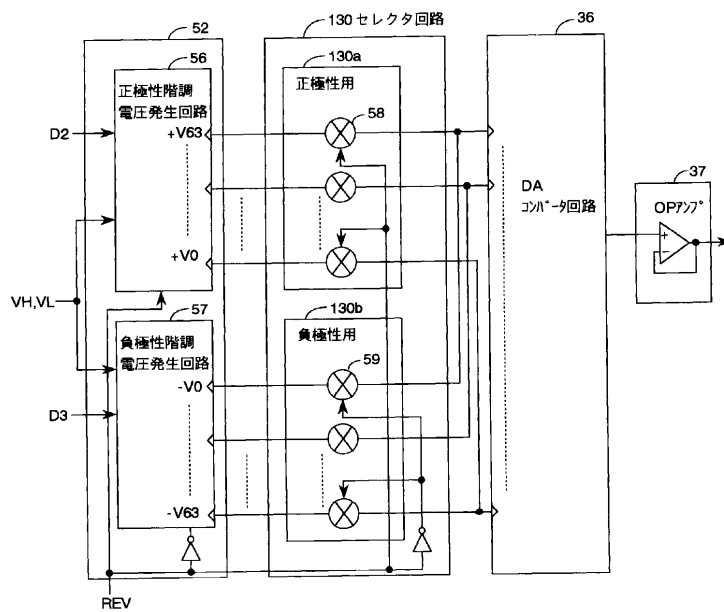 52
130 セレクタ回路
36
56
130a
正極性階調
電圧発生回路
正極性用
58
D2
+V63
37
DA
コンバータ回路
OPアンプ
+
-
+V0
VH,VL
57
130b
負極性階調
電圧発生回路
負極性用
59
-V0
D3
-V63
REV